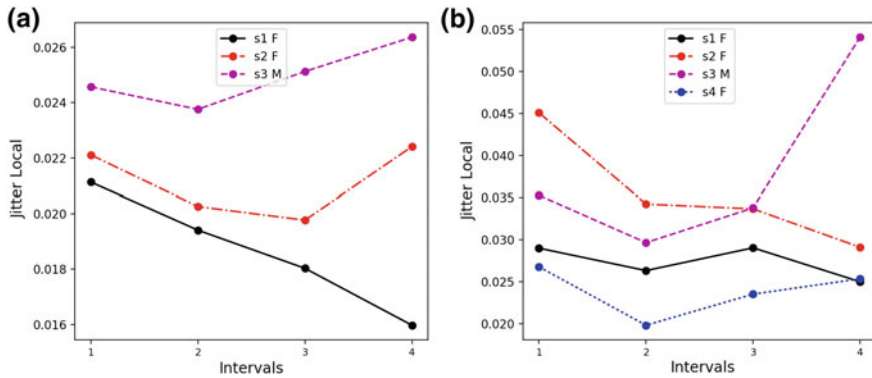 (a)
0.026
0.024
0.022
0.020
0.018
0.016
Jitter Local
s1 F
s2 F
s3 M
1 2 3 4
Intervals
(b)
0.055
0.050
0.045
0.040
0.035
0.030
0.025
0.020
Jitter Local
s1 F
s2 F
s3 M
s4 F
1 2 3 4
Intervals